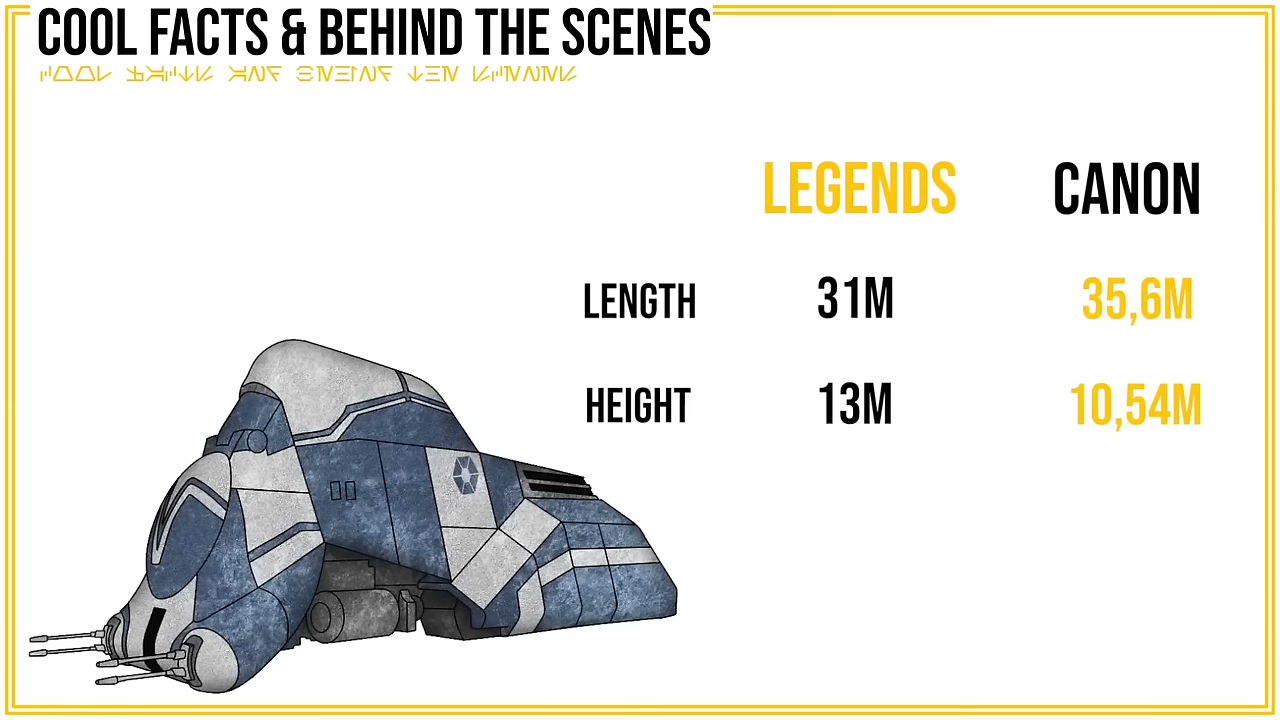 COOL FACTS & BEHIND THE SCENES
LEGENDS CANON
LENGTH 31M 35,6M
HEIGHT 13M 10,54M